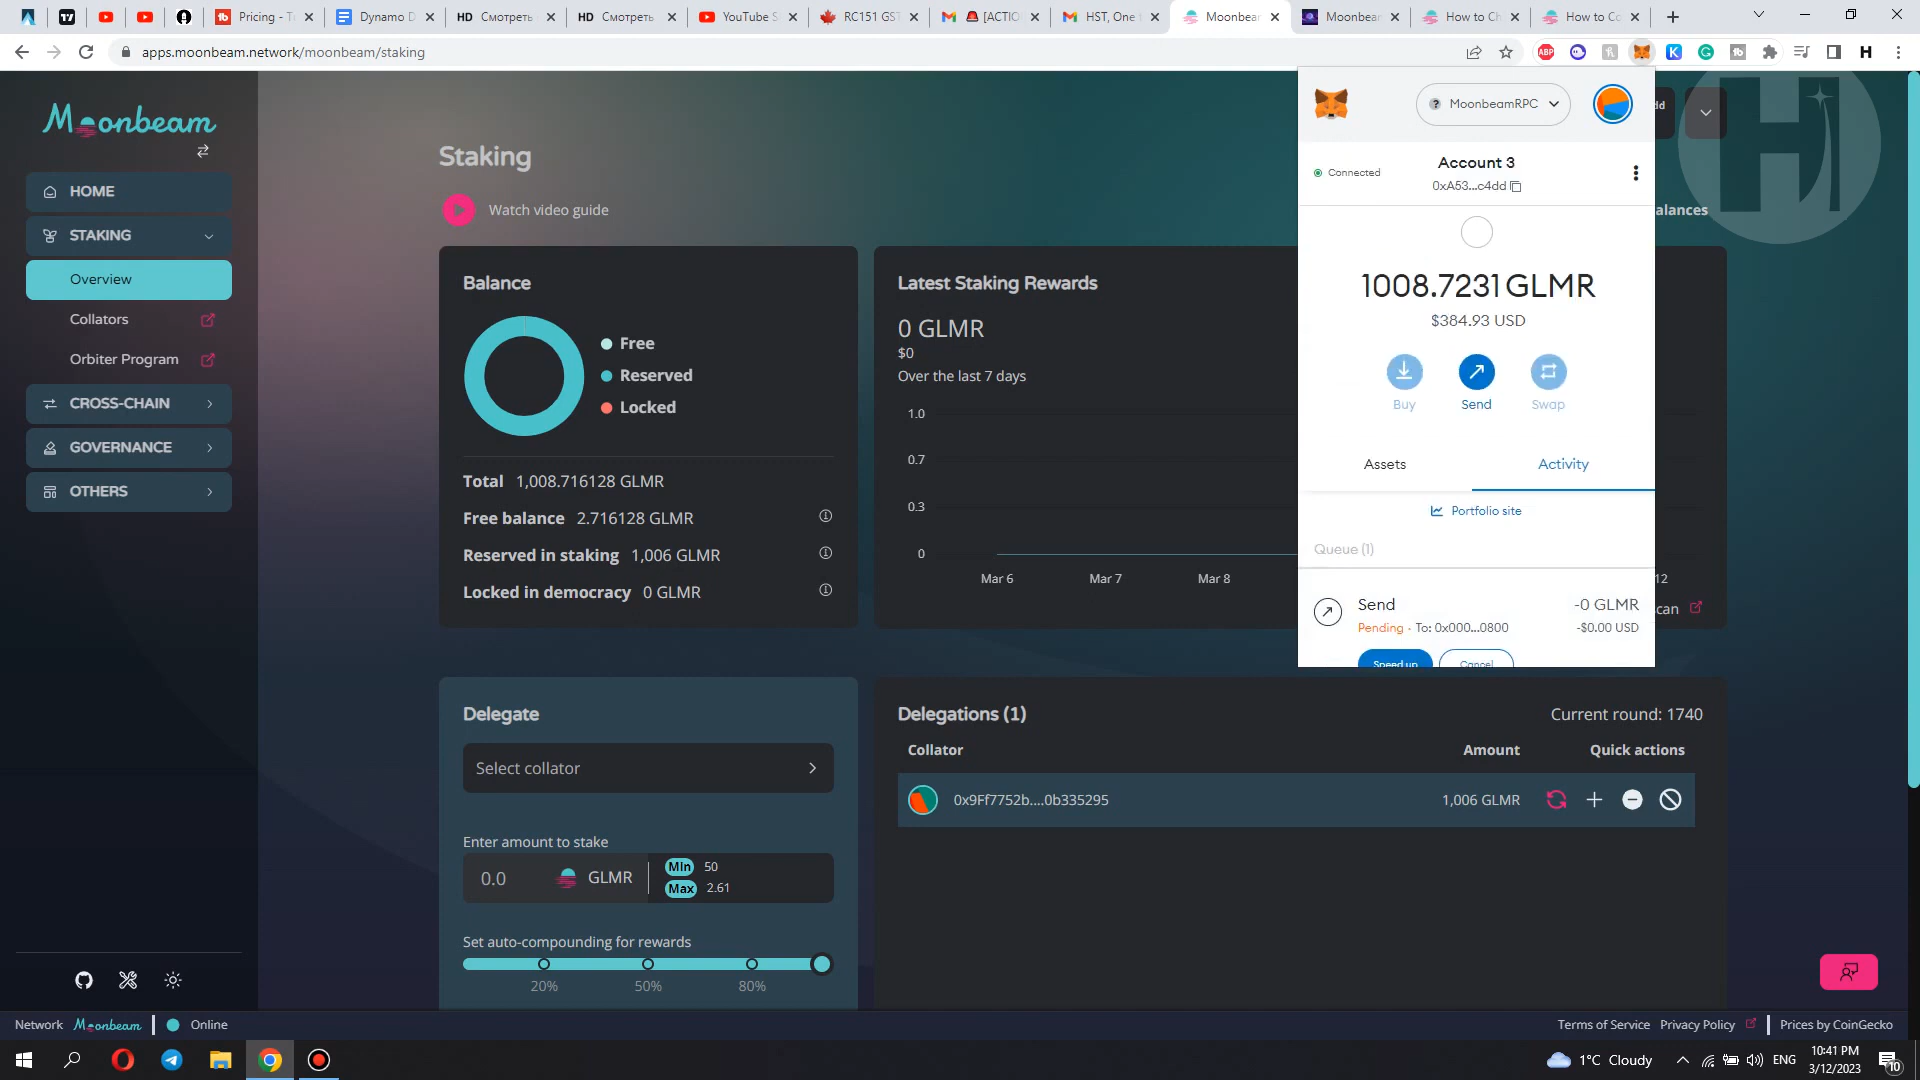 Pricing - T
Dynamo D
HD Смотреть
HD Смотреть
YouTube S
RC151 GST
[ACTIO
HST, One t
Moonbear
Moonbea
How to Ch
How to Co
apps.moonbeam.network/moonbeam/staking
ABP
Moonbeam
HOME
STAKING
Overview
Collators
Orbiter Program
CROSS-CHAIN
GOVERNANCE
OTHERS
Network Moonbeam Online
Staking
Watch video guide
Balance
Free
Reserved
Locked
Total 1,008.716128 GLMR
Free balance 2.716128 GLMR
Reserved in staking 1,006 GLMR
Locked in democracy 0 GLMR
Latest Staking Rewards
0 GLMR
$0
Over the last 7 days
1.0
0.7
0.3
0
Mar 6 Mar 7 Mar 8
12
can
alances
dd
MoonbeamRPC
Connected
Account 3
0xA53...c4dd
1008.7231 GLMR
$384.93 USD
Buy Send Swap
Assets Activity
Portfolio site
Queue (1)
Send -0 GLMR
Pending · To: 0x000...0800 -$0.00 USD
Speed up Cancel
Delegate
Select collator
Enter amount to stake
0.0 GLMR
Min 50
Max 2.61
Set auto-compounding for rewards
20% 50% 80%
Delegations (1)
Current round: 1740
Collator Amount Quick actions
0x9Ff7752b....0b335295 1,006 GLMR
Terms of Service Privacy Policy Prices by CoinGecko
1°C Cloudy
ENG
10:41 PM
3/12/2023
10